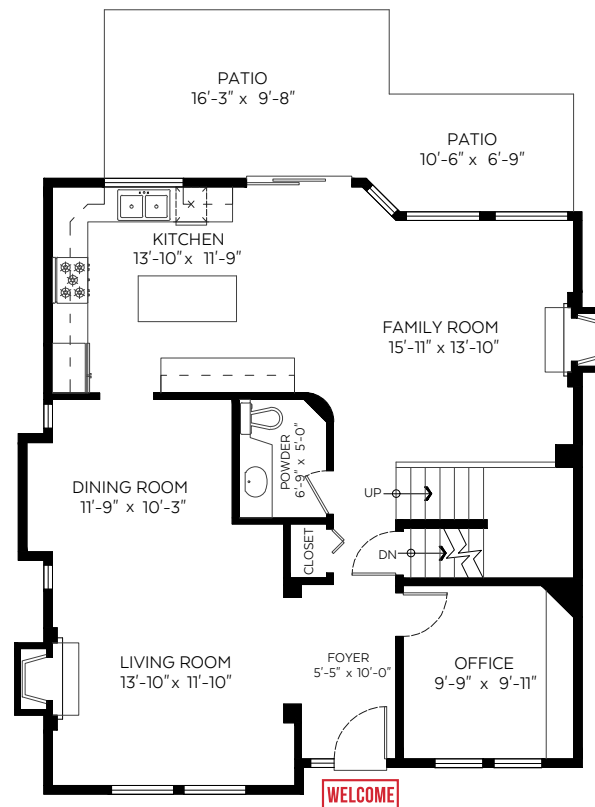 PATIO
16'-3" x 9'-8"
PATIO
10'-6" x 6'-9"
KITCHEN
13'-10" x 11'-9"
FAMILY ROOM
15'-11" x 13'-10"
POWDER
6'-9" x 5'-0"
DINING ROOM
11'-9" x 10'-3"
UP
CLOSET
DN
LIVING ROOM
13'-10" x 11'-10"
FOYER
5'-5" x 10'-0"
OFFICE
9'-9" x 9'-11"
WELCOME